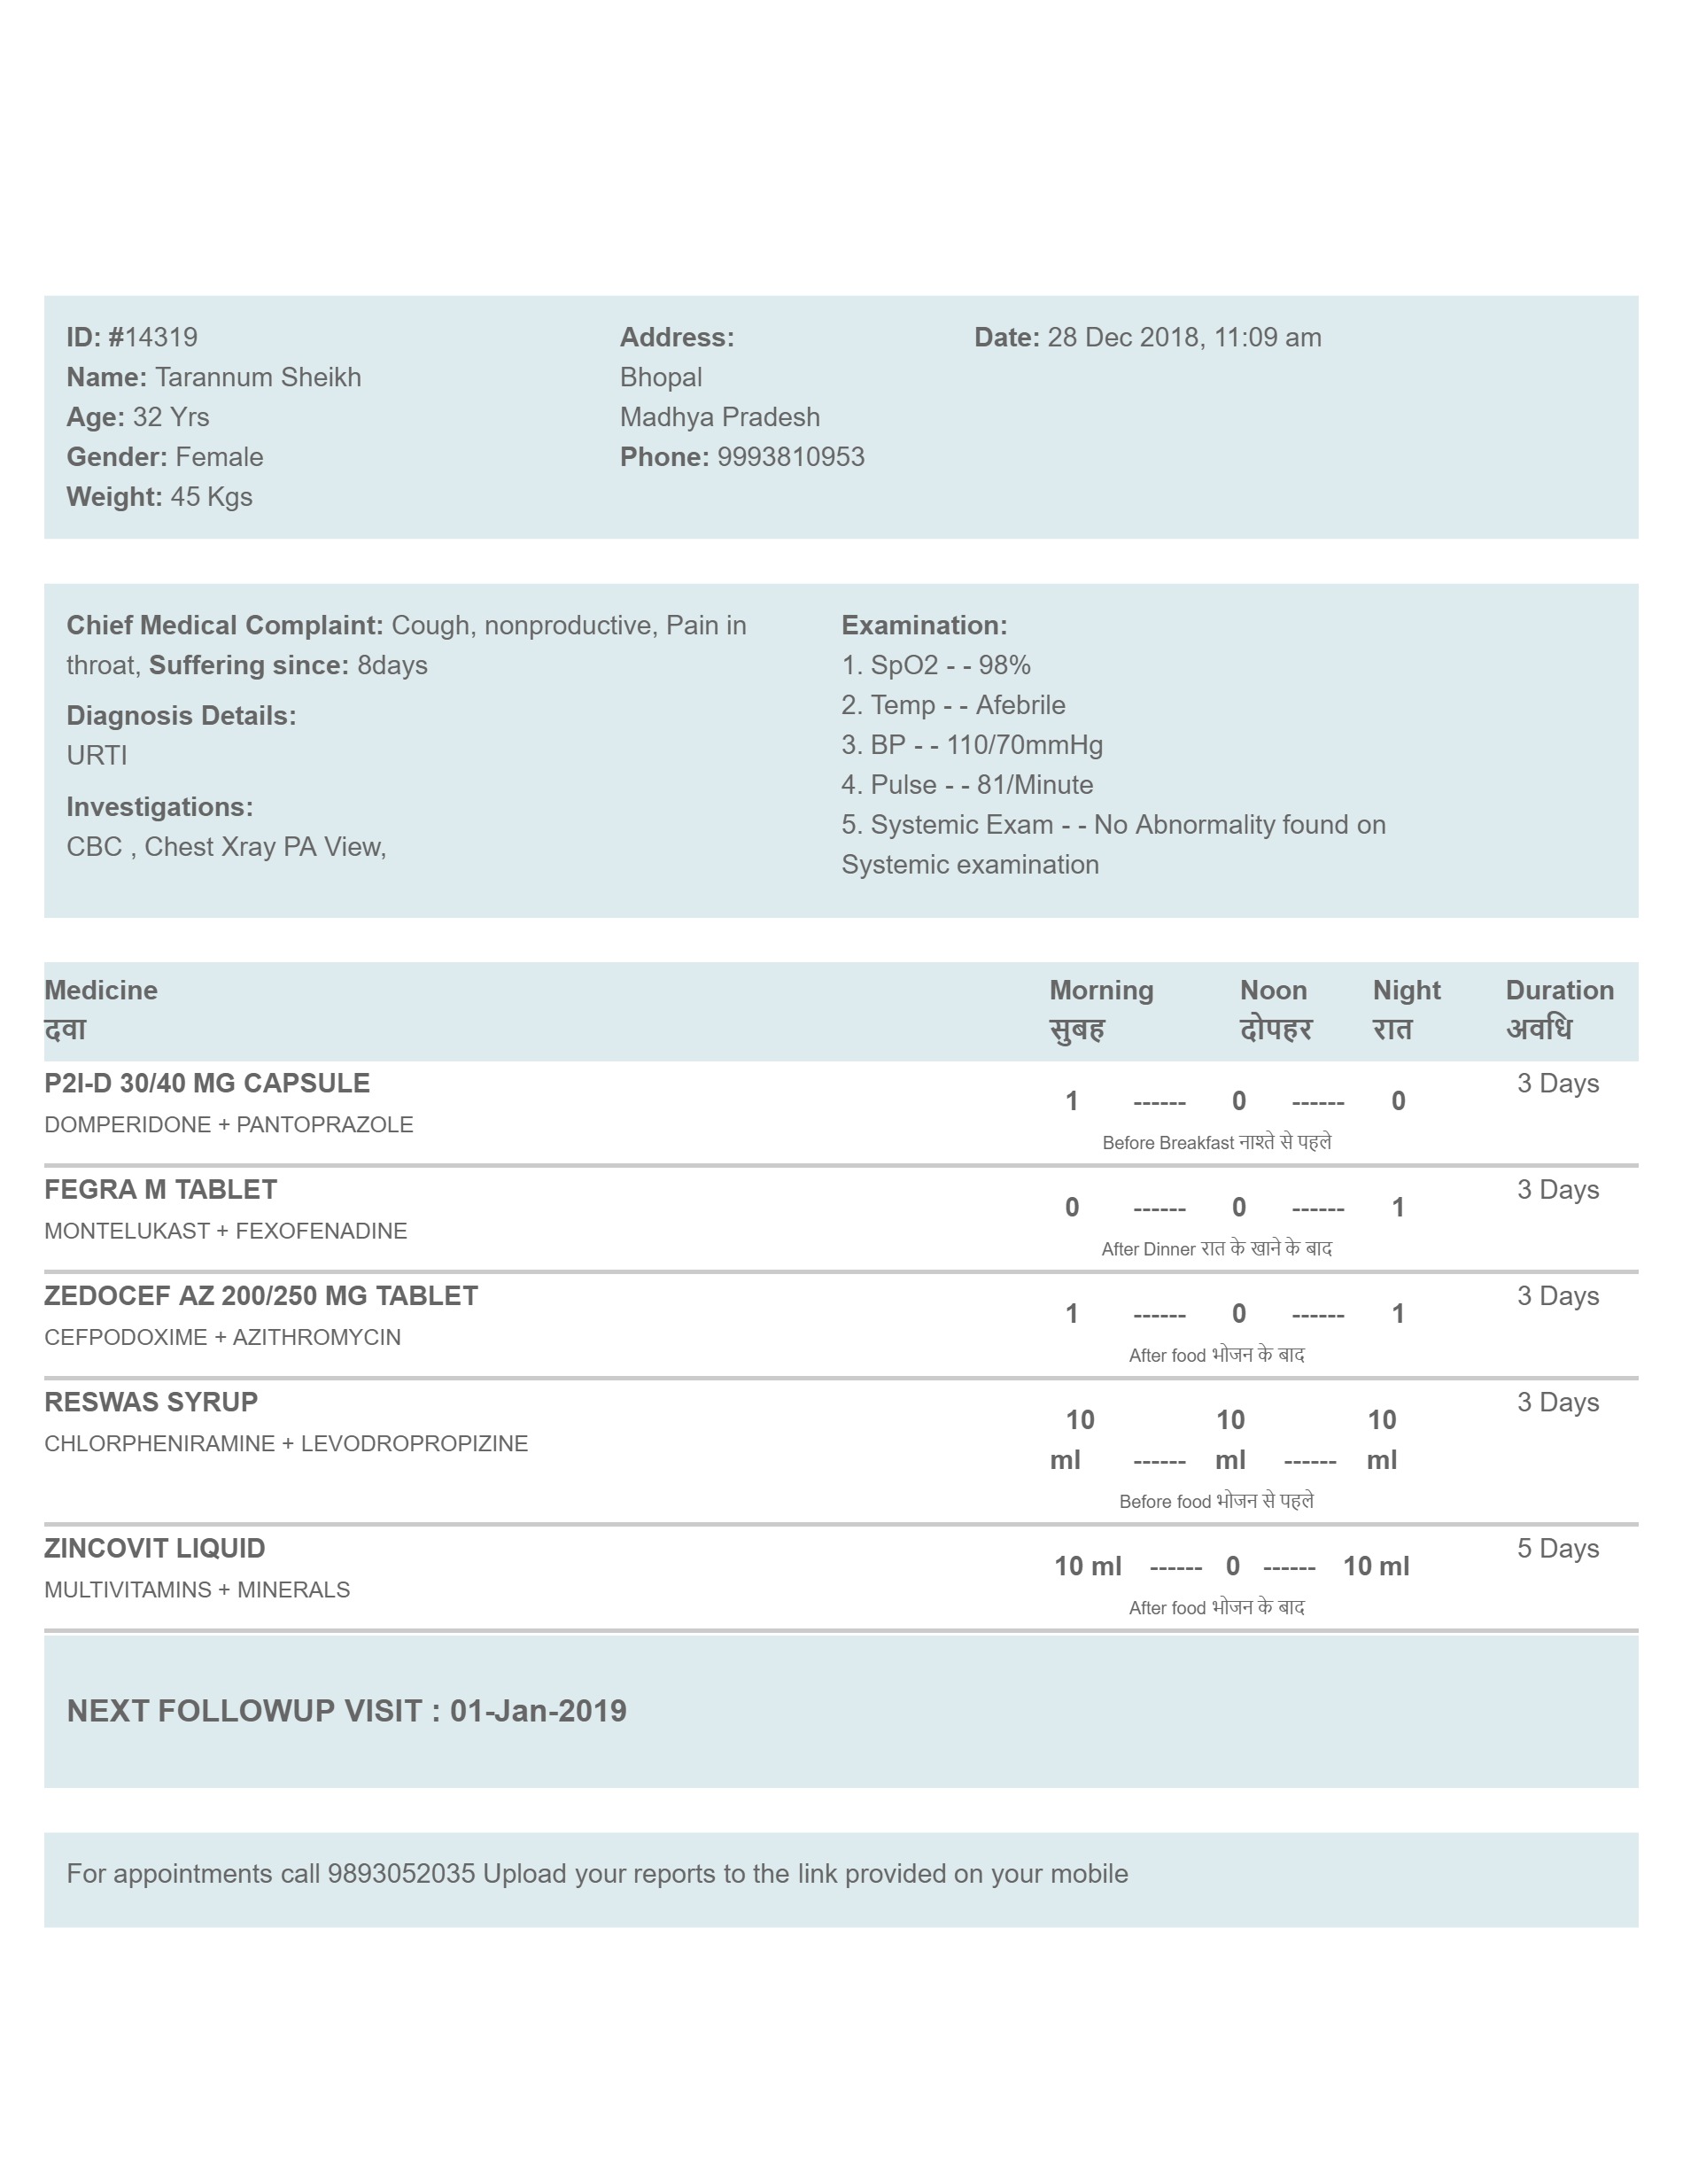 ID: #14319
Name: Tarannum Sheikh
Age: 32 Yrs
Gender: Female
Weight: 45 Kgs
Address:
Bhopal
Madhya Pradesh
Phone: 9993810953
Date: 28 Dec 2018, 11:09 am
Chief Medical Complaint: Cough, nonproductive, Pain in
throat, Suffering since: 8days
Diagnosis Details:
URTI
Investigations:
CBC , Chest Xray PA View,
Examination:
1. SpO2 - - 98%
2. Temp - - Afebrile
3. BP - - 110/70mmHg
4. Pulse - - 81/Minute
5. Systemic Exam - - No Abnormality found on
Systemic examination
Medicine Morning Noon Night Duration
दवा सुबह दोपहर रात अवधि
P2I-D 30/40 MG CAPSULE 3 Days
1 ------ 0 ------ 0
DOMPERIDONE + PANTOPRAZOLE
Before Breakfast नाश्ते से पहले
FEGRA M TABLET 3 Days
0 ------ 0 ------ 1
MONTELUKAST + FEXOFENADINE
After Dinner रात के खाने के बाद
ZEDOCEF AZ 200/250 MG TABLET 3 Days
1 ------ 0 ------ 1
CEFPODOXIME + AZITHROMYCIN
After food भोजन के बाद
RESWAS SYRUP 3 Days
10 10 10
CHLORPHENIRAMINE + LEVODROPROPIZINE
ml ------ ml ------ ml
Before food भोजन से पहले
ZINCOVIT LIQUID 5 Days
10 ml ------ 0 ------ 10 ml
MULTIVITAMINS + MINERALS
After food भोजन के बाद
NEXT FOLLOWUP VISIT : 01-Jan-2019
For appointments call 9893052035 Upload your reports to the link provided on your mobile